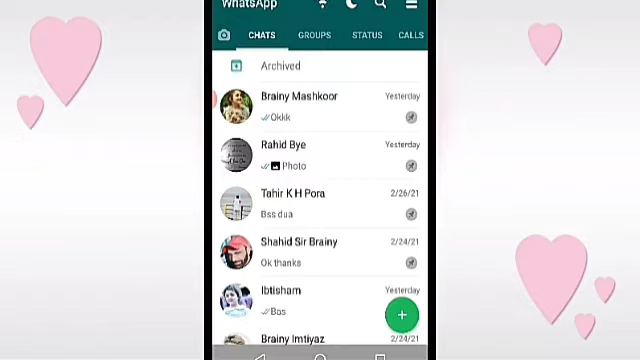 WhatsApp
CHATS GROUPS STATUS CALLS
Archived
Brainy Mashkoor Yesterday
Okkk
Rahid Bye Yesterday
Photo
Tahir K H Pora 2/26/21
Bss dua
Shahid Sir Brainy 2/24/21
Ok thanks
Ibtisham Yesterday
Bas
Brainy Imtiyaz 2/24/21